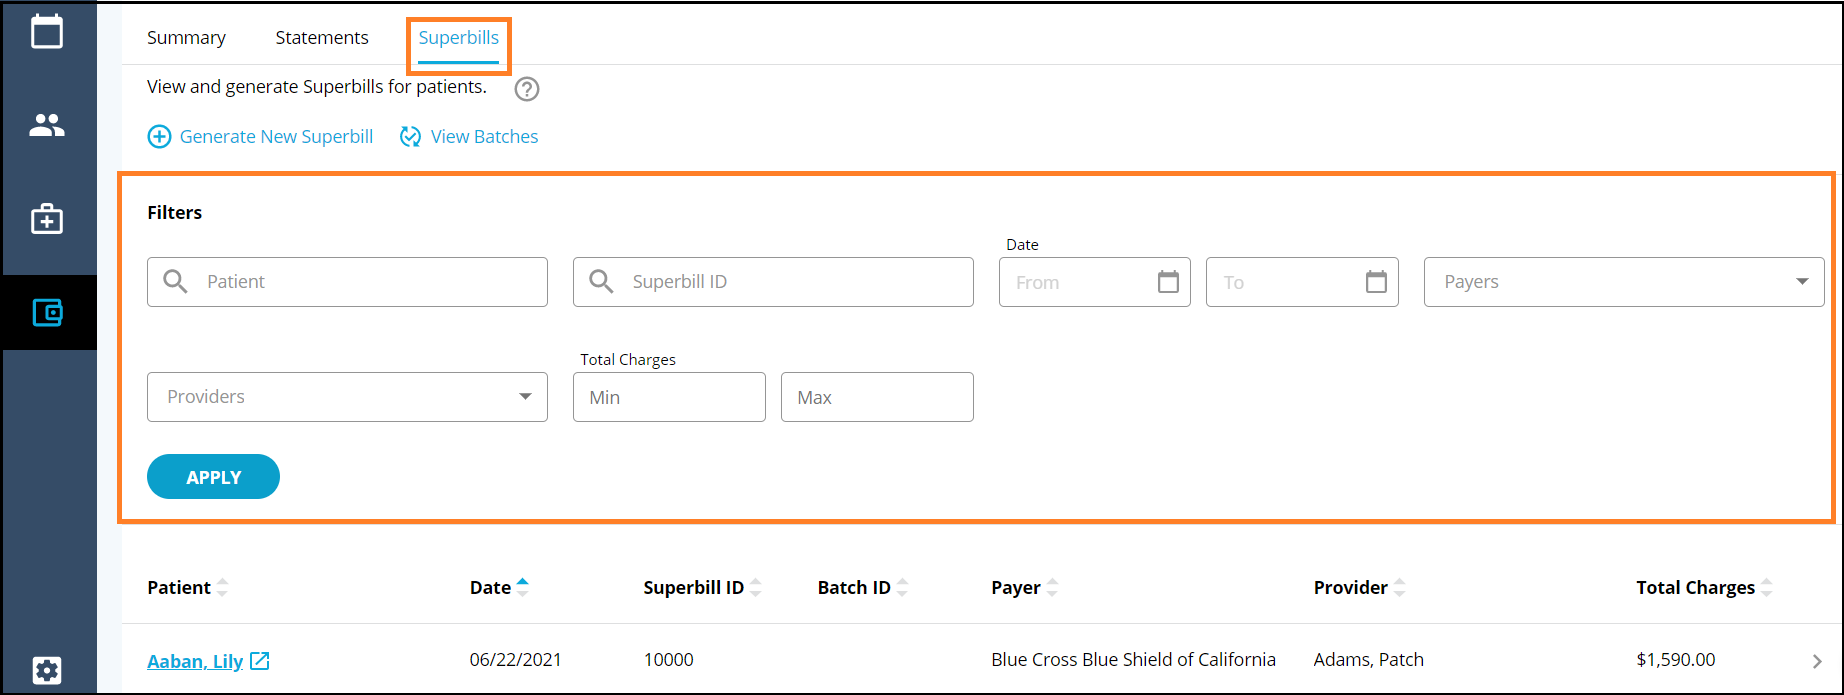 Summary Statements Superbills
View and generate Superbills for patients. ?
Generate New Superbill View Batches
Filters
Date
Patient Superbill ID From To Payers
Total Charges
Providers Min Max
APPLY
Patient Date Superbill ID Batch ID Payer Provider Total Charges
Aaban, Lily 06/22/2021 10000 Blue Cross Blue Shield of California Adams, Patch $1,590.00